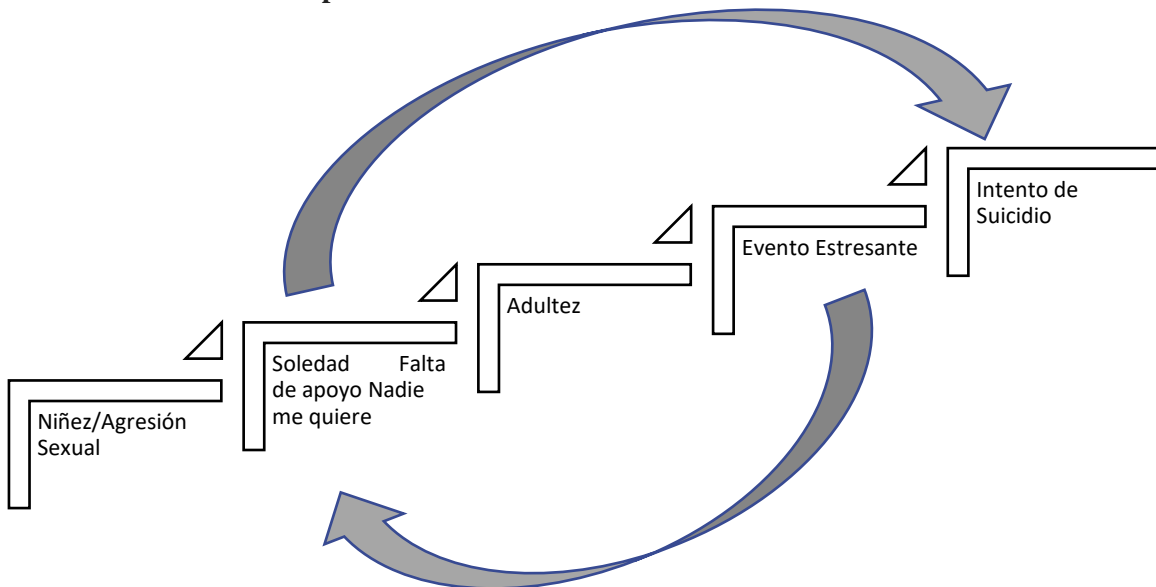 Intento de
Suicidio
Evento Estresante
Adultez
Soledad Falta
de apoyo Nadie
me quiere
Niñez/Agresión
Sexual